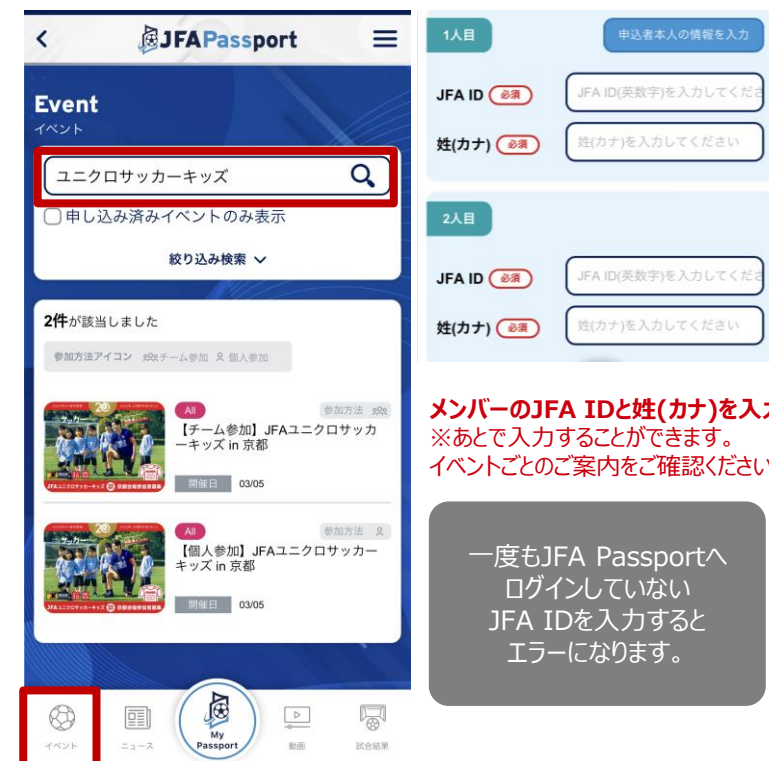 JFAPassport
Event
イベント
ユニクロサッカーキッズ
申し込み済みイベントのみ表示
絞り込み検索
2件が該当しました
参加方法アイコン チーム参加 個人参加
All
参加方法
【チーム参加】JFAユニクロサッカ
ーキッズ in 京都
開催日 03/05
All
参加方法
【個人参加】JFAユニクロサッカー
キッズ in 京都
開催日 03/05
イベント
ニュース
My
Passport
動画
試合結果
1人目
申込者本人の情報を入力
JFA ID 必須
JFA ID(英数字)を入力してくださ
姓(カナ) 必須
姓(カナ)を入力してください
2人目
JFA ID 必須
JFA ID(英数字)を入力してくださ
姓(カナ) 必須
姓(カナ)を入力してください
メンバーのJFA IDと姓(カナ)を入力
※あとで入力することができます。
イベントごとのご案内をご確認ください
一度もJFA Passportへ
ログインしていない
JFA IDを入力すると
エラーになります。